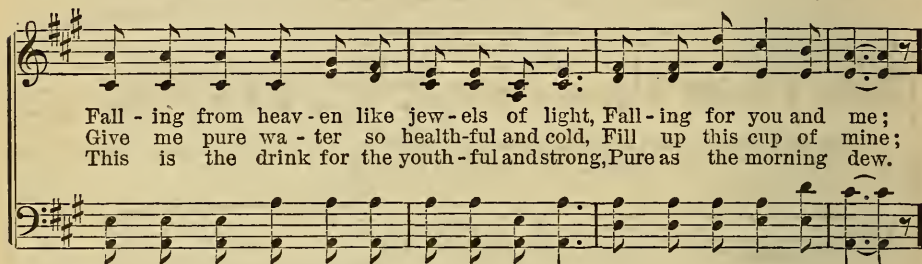 Fall - ing from heav - en like jew - els of light, Fall - ing for you and me;
Give me pure wa - ter so health - ful and cold, Fill up this cup of mine;
This is the drink for the youth - ful and strong, Pure as the morning dew.